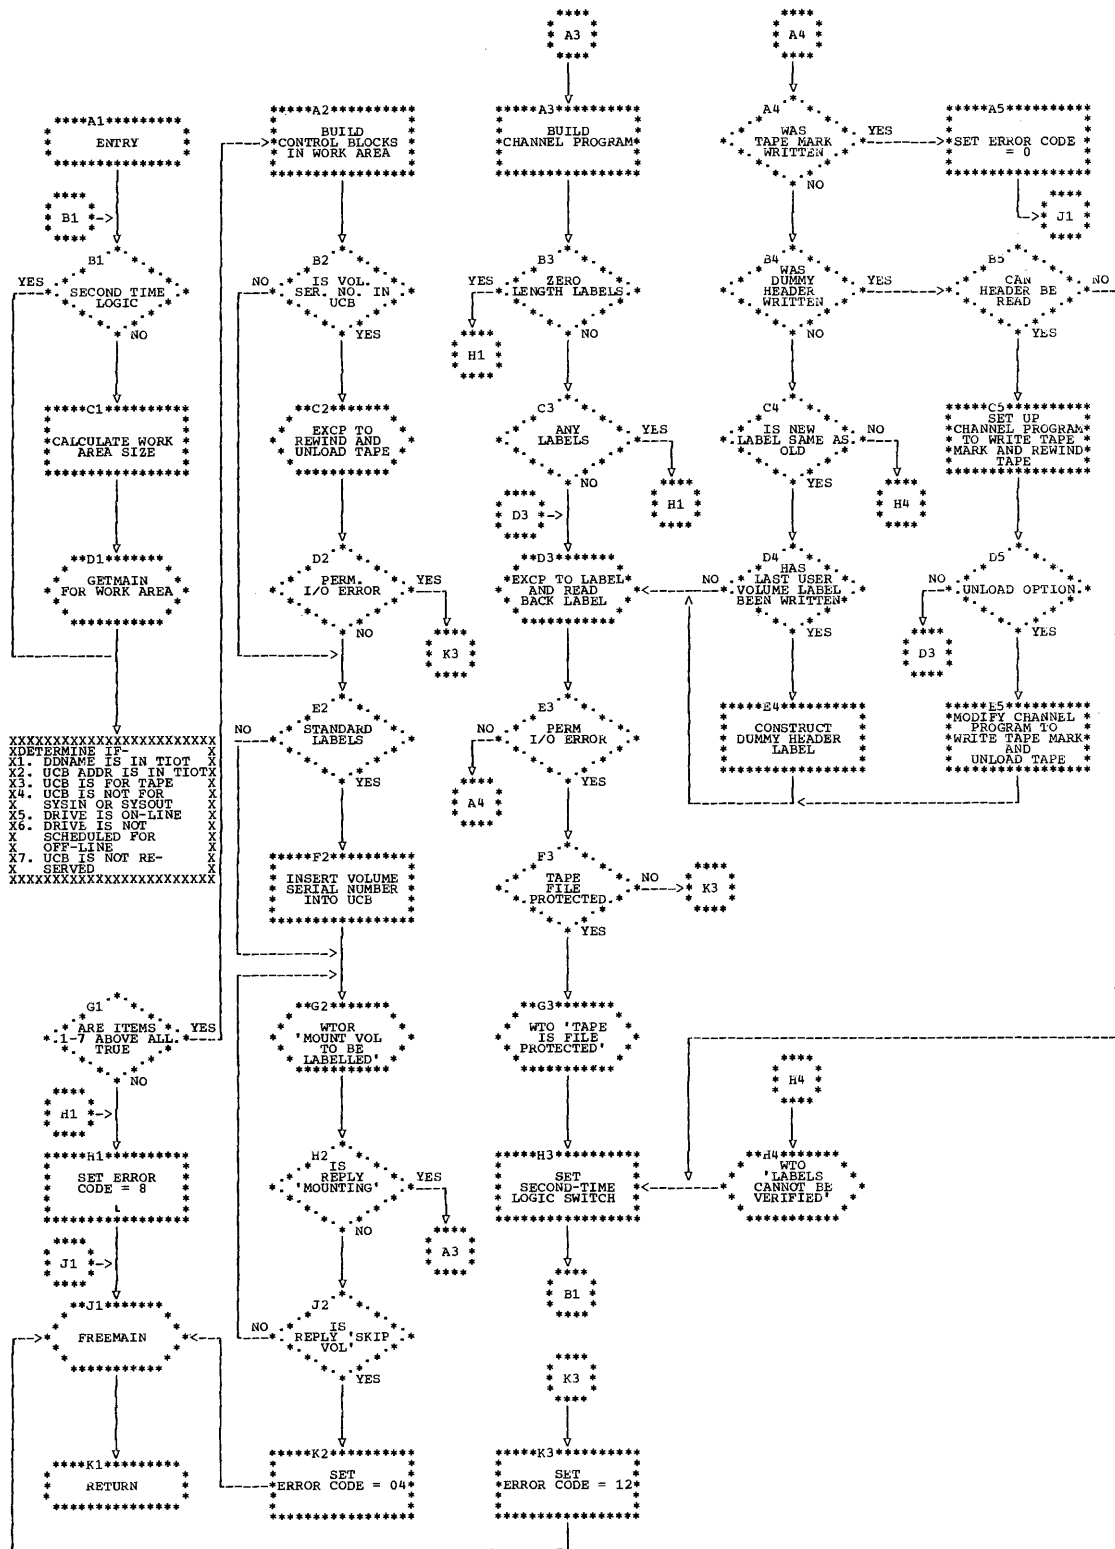 A3
A4
A1
ENTRY
A2
BUILD
CONTROL BLOCKS
IN WORK AREA
A3
BUILD
CHANNEL PROGRAM
A4
WAS
TAPE MARK
WRITTEN
YES
NO
A5
SET ERROR CODE
= 0
J1
B1
B1
YES
SECOND TIME
LOGIC
NO
B2
NO
IS VOL.
SER. NO. IN
UCB
YES
B3
YES
ZERO
LENGTH LABELS
NO
H1
B4
WAS
DUMMY
HEADER
WRITTEN
YES
NO
B5
CAN
HEADER BE
READ
NO
YES
C1
CALCULATE WORK
AREA SIZE
C2
EXCP TO
REWIND AND
UNLOAD TAPE
C3
ANY
LABELS
YES
NO
H1
C4
IS NEW
LABEL SAME AS
OLD
NO
YES
H4
C5
SET UP
CHANNEL PROGRAM
TO WRITE TAPE
MARK AND REWIND
TAPE
D3
D1
GETMAIN
FOR WORK AREA
D2
PERM.
I/O ERROR
YES
NO
K3
D3
EXCP TO LABEL
AND READ
BACK LABEL
D4
HAS
LAST USER
VOLUME LABEL
BEEN WRITTEN
NO
YES
D5
NO
UNLOAD OPTION
YES
D3
XXXXXXXXXXXXXXXXXXXXXXXX
XDETERMINE IF- X
X1. DDNAME IS IN TIOT X
X2. UCB ADDR IS IN TIOTX
X3. UCB IS FOR TAPE X
X4. UCB IS NOT FOR X
X SYSIN OR SYSOUT X
X5. DRIVE IS ON-LINE X
X6. DRIVE IS NOT X
X SCHEDULED FOR X
X OFF-LINE X
X7. UCB IS NOT RE- X
X SERVED X
XXXXXXXXXXXXXXXXXXXXXXXX
E2
NO
STANDARD
LABELS
YES
E3
NO
PERM
I/O ERROR
YES
A4
E4
CONSTRUCT
DUMMY HEADER
LABEL
E5
MODIFY CHANNEL
PROGRAM TO
WRITE TAPE MARK
AND
UNLOAD TAPE
F2
INSERT VOLUME
SERIAL NUMBER
INTO UCB
F3
TAPE
FILE
PROTECTED
NO
YES
K3
G1
ARE ITEMS
1-7 ABOVE ALL
TRUE
YES
NO
G2
WTOR
'MOUNT VOL
TO BE
LABELLED'
G3
WTO 'TAPE
IS FILE
PROTECTED'
H4
H1
H1
SET ERROR
CODE = 8
L
H2
IS
REPLY
'MOUNTING'
YES
NO
A3
H3
SET
SECOND-TIME
LOGIC SWITCH
H4
WTO
'LABELS
CANNOT BE
VERIFIED'
J1
B1
J1
FREEMAIN
J2
NO
IS
REPLY 'SKIP
VOL'
YES
K3
K1
RETURN
K2
SET
ERROR CODE = 04
K3
SET
ERROR CODE = 12